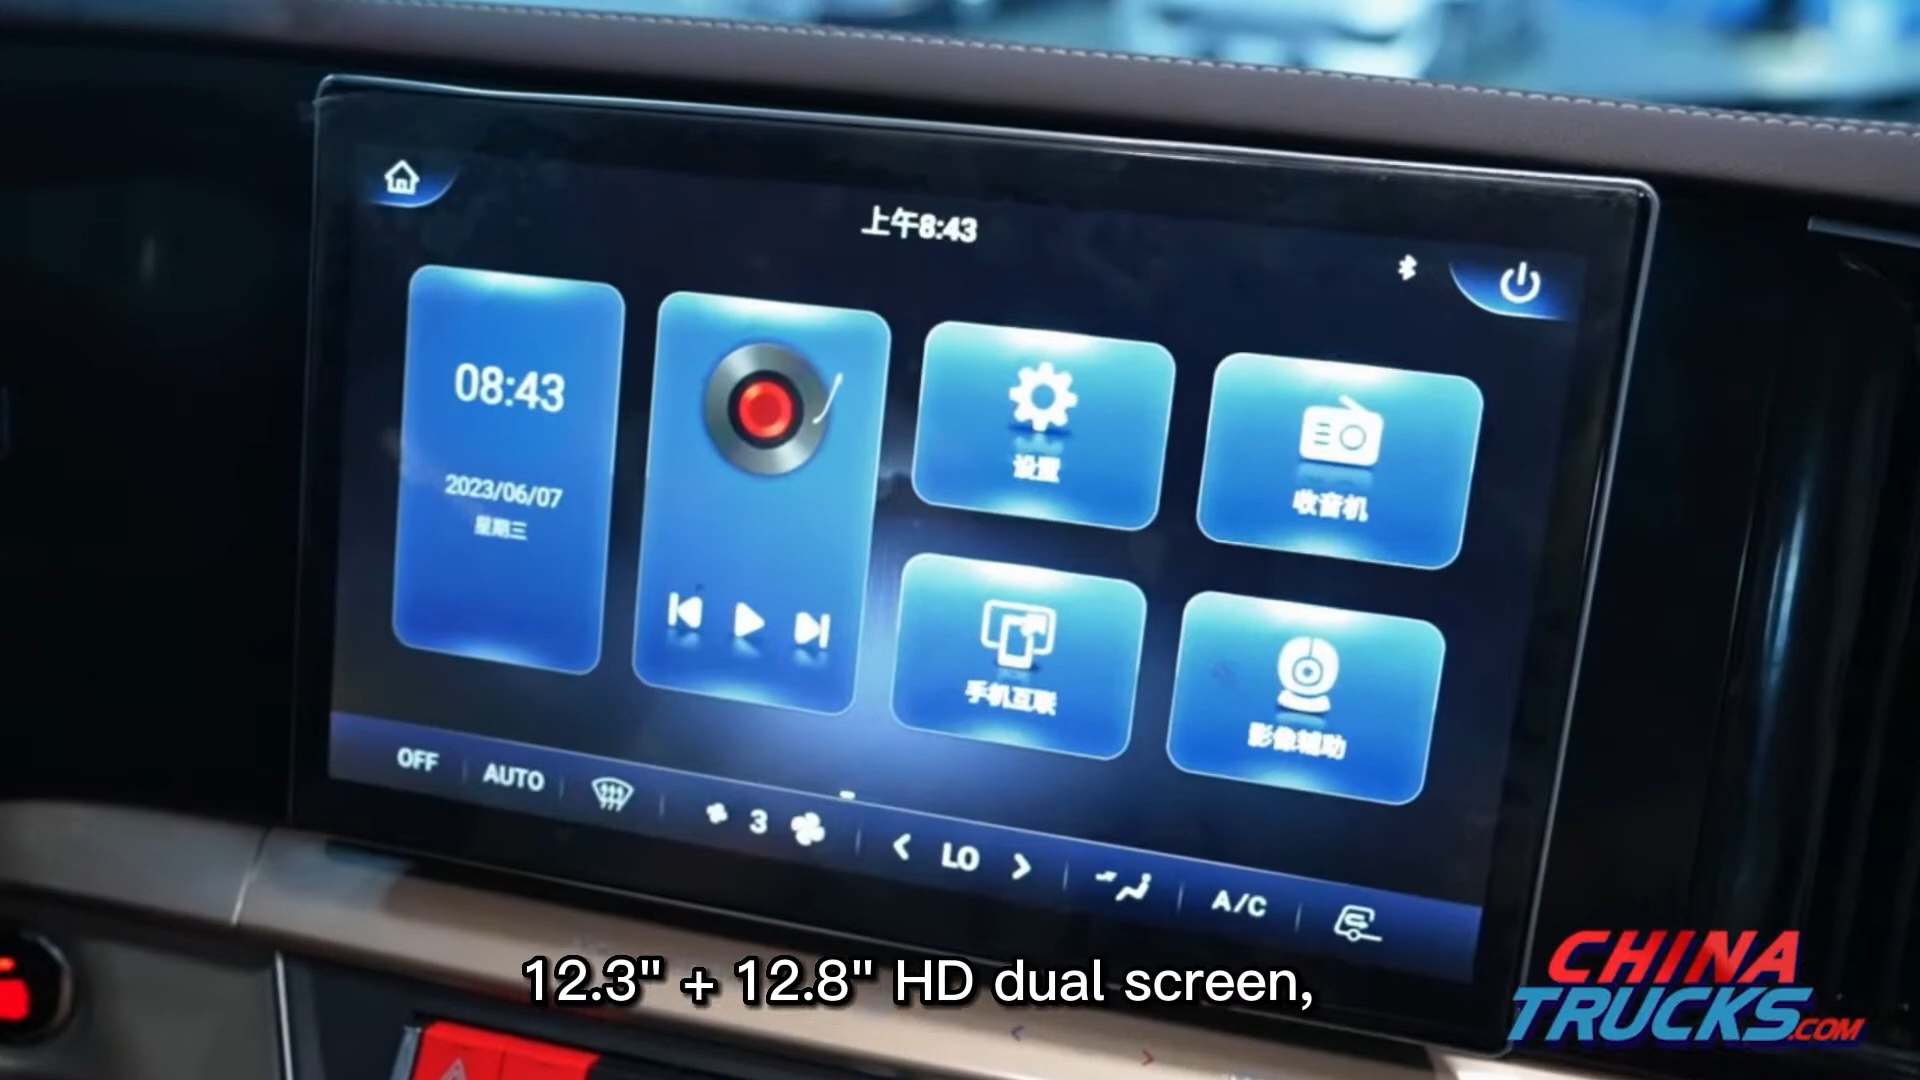 上午8:43
08:43
2023/06/07
星期三
设置
收音机
手机互联
影像辅助
OFF
AUTO
3
LO
A/C
12.3" + 12.8" HD dual screen,
CHINA
TRUCKS.COM